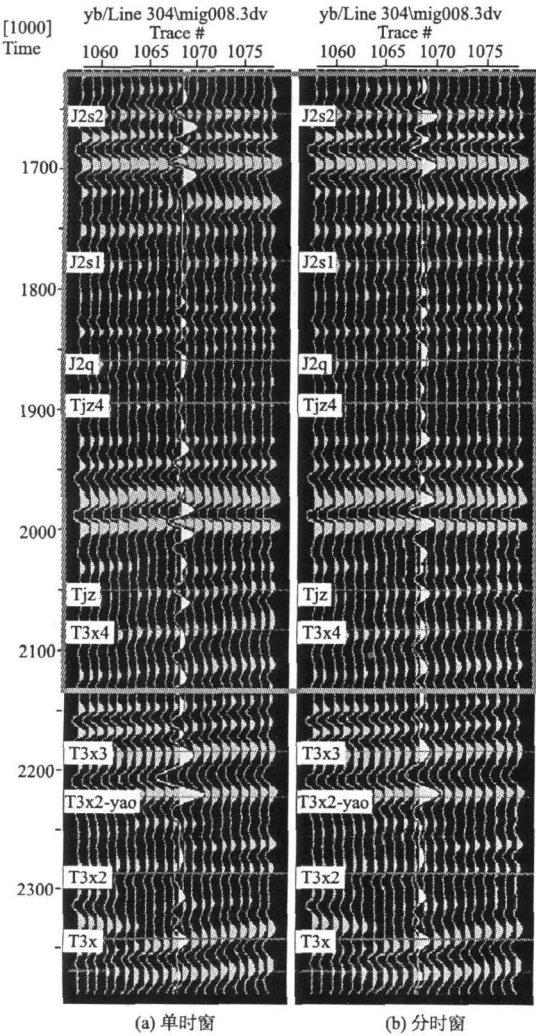 yb/Line 304\mig008.3dv yb/Line 304\mig008.3dv
[1000] Trace # Trace #
Time 1060 1065 1070 1075 1060 1065 1070 1075
J2s2 J2s2
1700
J2s1 J2s1
1800
J2q J2q
1900 Tjz4 Tjz4
2000
Tjz Tjz
T3x4 T3x4
2100
T3x3 T3x3
2200
T3x2-yao T3x2-yao
T3x2 T3x2
2300
T3x T3x
(a) 单时窗 (b) 分时窗